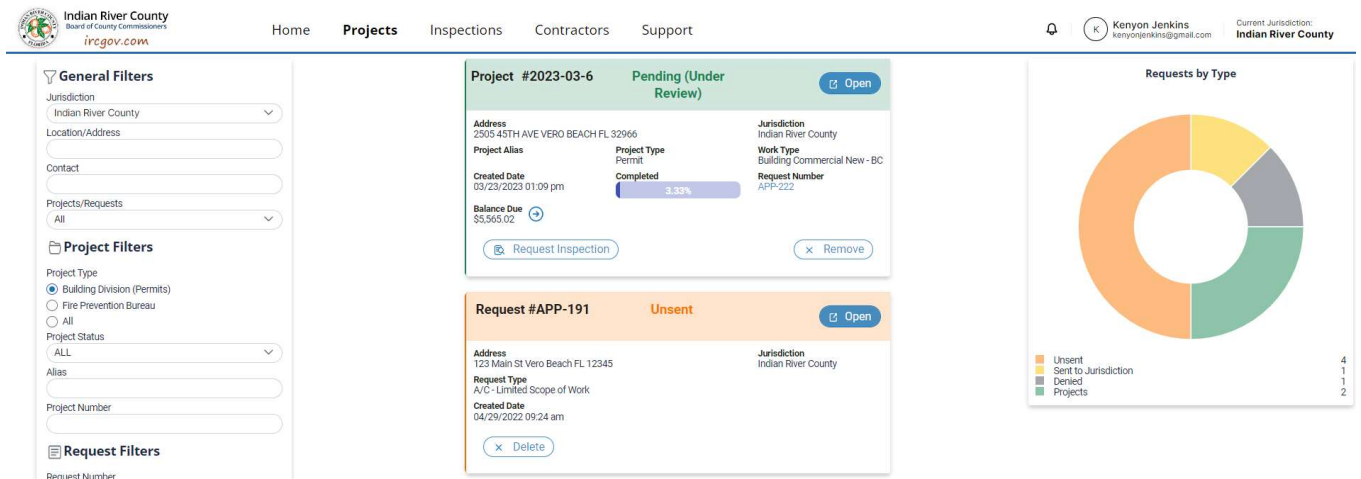 Indian River County
Board of County Commissioners
ircgov.com
Home
Projects
Inspections
Contractors
Support
K
Kenyon Jenkins
kenyonjenkins@gmail.com
Current Jurisdiction:
Indian River County
General Filters
Jurisdiction
Indian River County
Location/Address
Contact
Projects/Requests
All
Project Filters
Project Type
Building Division (Permits)
Fire Prevention Bureau
All
Project Status
ALL
Alias
Project Number
Request Filters
Request Number
Project #2023-03-6
Pending (Under
Review)
Open
Address
2505 45TH AVE VERO BEACH FL 32966
Jurisdiction
Indian River County
Project Alias
Project Type
Permit
Work Type
Building Commercial New - BC
Created Date
03/23/2023 01:09 pm
Completed
3.33%
Request Number
APP-222
Balance Due
$5,565.02
Request Inspection
Remove
Request #APP-191
Unsent
Open
Address
123 Main St Vero Beach FL 12345
Jurisdiction
Indian River County
Request Type
A/C - Limited Scope of Work
Created Date
04/29/2022 09:24 am
Delete
Requests by Type
Unsent 4
Sent to Jurisdiction 1
Denied 1
Projects 2